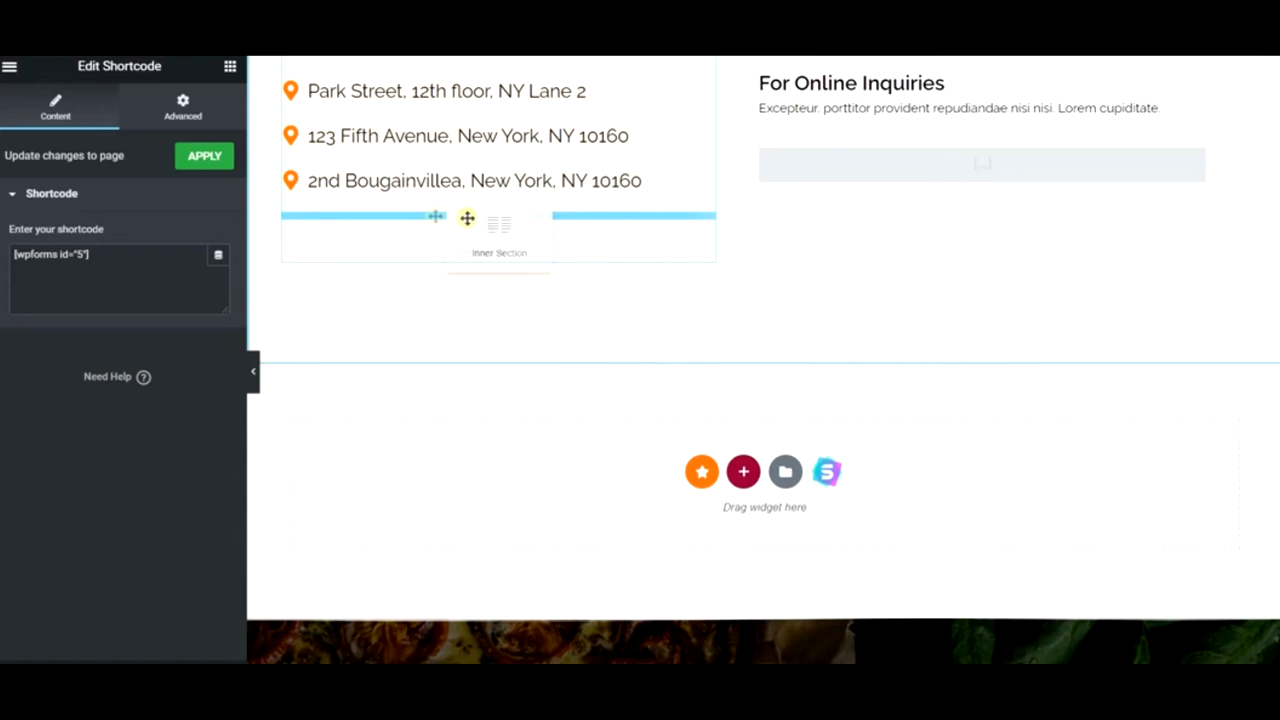 Edit Shortcode
Content
Advanced
Update changes to page
APPLY
Shortcode
Enter your shortcode
[wpforms id="5"]
Need Help ?
Park Street, 12th floor, NY Lane 2
123 Fifth Avenue, New York, NY 10160
2nd Bougainvillea, New York, NY 10160
Inner Section
For Online Inquiries
Excepteur, porttitor provident repudiandae nisi nisi. Lorem cupiditate.
[...]
S
Drag widget here